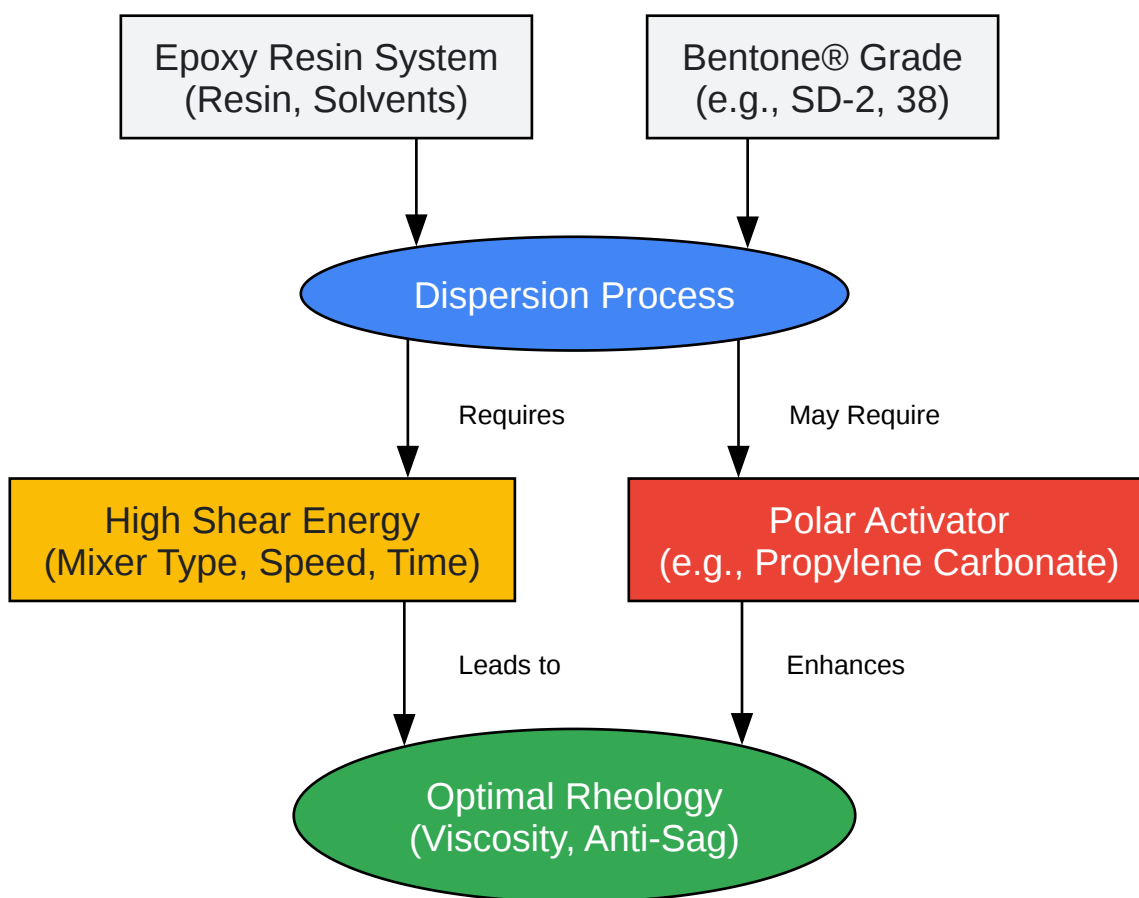 Epoxy Resin System
(Resin, Solvents)
Bentone® Grade
(e.g., SD-2, 38)
Dispersion Process
Requires
May Require
High Shear Energy
(Mixer Type, Speed, Time)
Polar Activator
(e.g., Propylene Carbonate)
Leads to
Enhances
Optimal Rheology
(Viscosity, Anti-Sag)